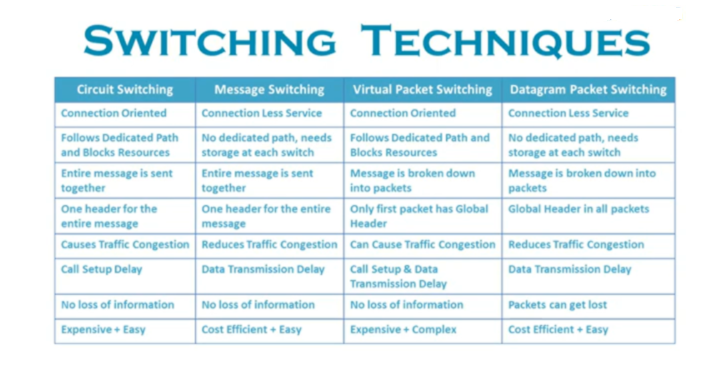 SWITCHING TECHNIQUES
Circuit Switching Message Switching Virtual Packet Switching Datagram Packet Switching
Connection Oriented Connection Less Service Connection Oriented Connection Less Service
Follows Dedicated Path No dedicated path, needs Follows Dedicated Path and No dedicated path, needs
and Blocks Resources storage at each switch Blocks Resources storage at each switch
Entire message is sent Entire message is sent Message is broken down Message is broken down into
together together into packets packets
One header for the One header for the entire Only first packet has Global Global Header in all packets
entire message message Header
Causes Traffic Congestion Reduces Traffic Congestion Can Cause Traffic Congestion Reduces Traffic Congestion
Call Setup Delay Data Transmission Delay Call Setup & Data Data Transmission Delay
Transmission Delay
No loss of information No loss of information No loss of information Packets can get lost
Expensive + Easy Cost Efficient + Easy Expensive + Complex Cost Efficient + Easy